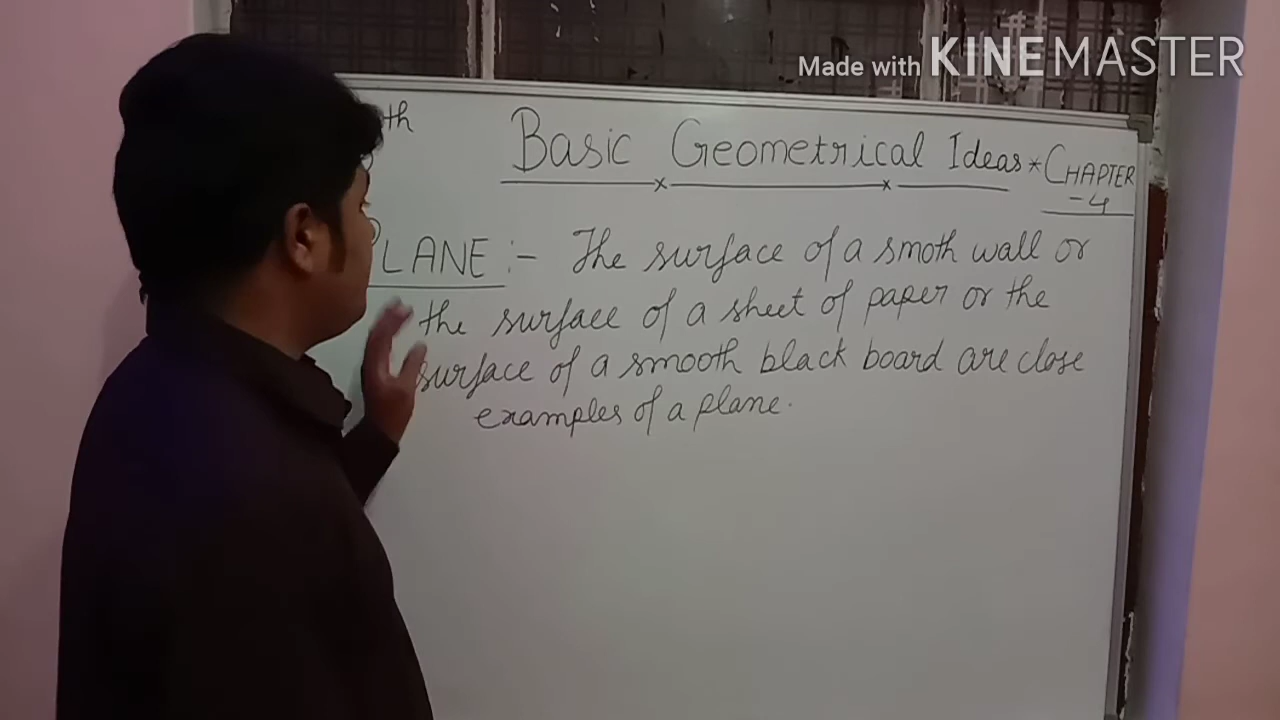 Made with KINEMASTER
th
Basic Geometrical Ideas * CHAPTER
-4
PLANE :- The surface of a smoth wall or
the surface of a sheet of paper or the
surface of a smooth black board are close
examples of a plane.